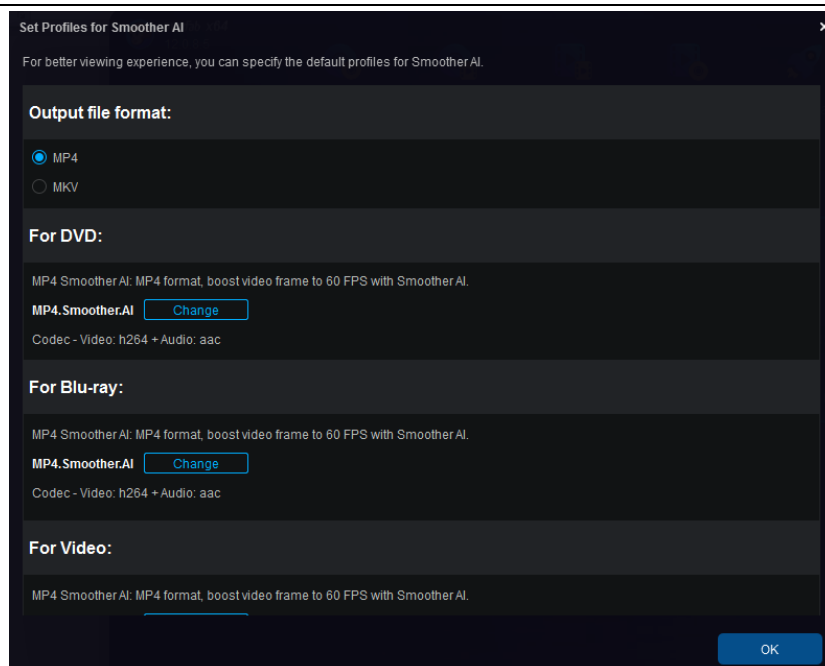 Set Profiles for Smoother AI
For better viewing experience, you can specify the default profiles for Smoother AI.
Output file format:
MP4
MKV
For DVD:
MP4 Smoother AI: MP4 format, boost video frame to 60 FPS with Smoother AI.
MP4.Smoother.AI Change
Codec - Video: h264 + Audio: aac
For Blu-ray:
MP4 Smoother AI: MP4 format, boost video frame to 60 FPS with Smoother AI.
MP4.Smoother.AI Change
Codec - Video: h264 + Audio: aac
For Video:
MP4 Smoother AI: MP4 format, boost video frame to 60 FPS with Smoother AI.
OK